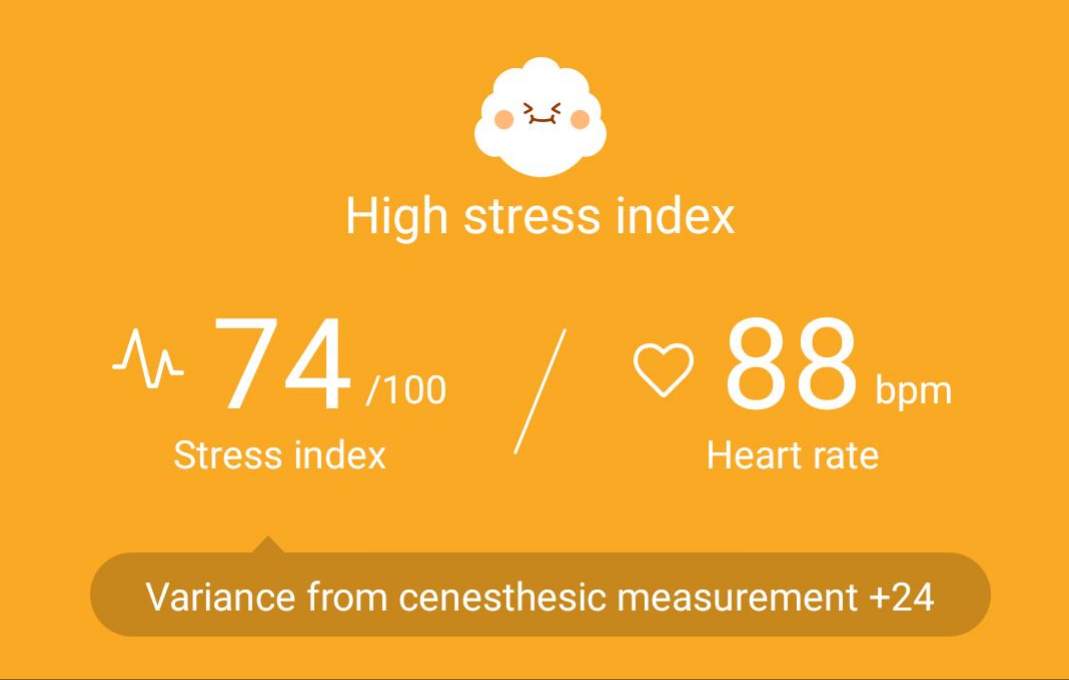 High stress index
74 /100
Stress index
88 bpm
Heart rate
Variance from cenesthesic measurement +24